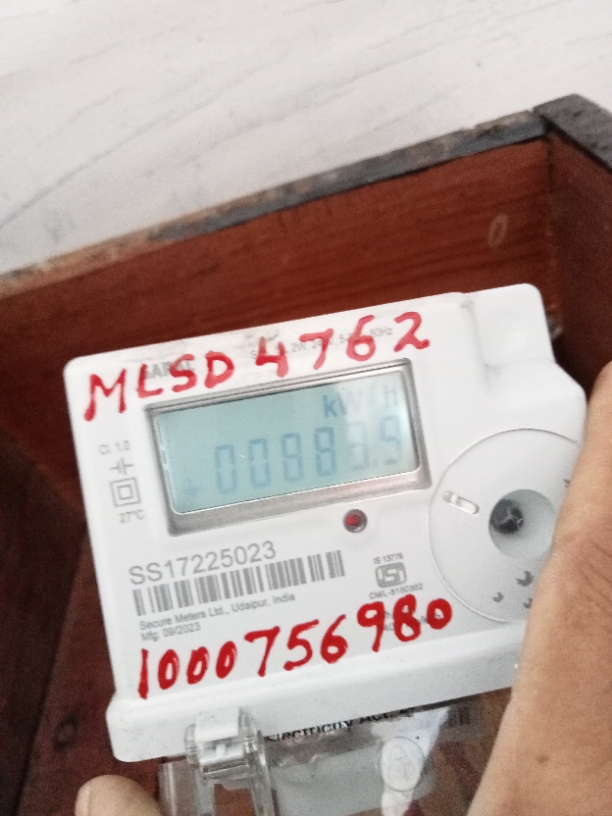 MLSD 4762
kWh
00883.5
Cl. 1.0
27°C
SS17225023
IS 13779
CM/L-8150362
Secure Meters Ltd., Udaipur, India
Mfg. 09/2023
1000756980